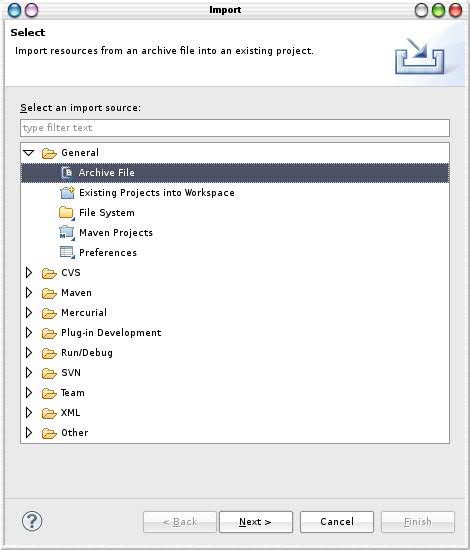 Import
Select
Import resources from an archive file into an existing project.
Select an import source:
type filter text
General
Archive File
Existing Projects into Workspace
File System
Maven Projects
Preferences
CVS
Maven
Mercurial
Plug-in Development
Run/Debug
SVN
Team
XML
Other
? < Back Next > Cancel Finish